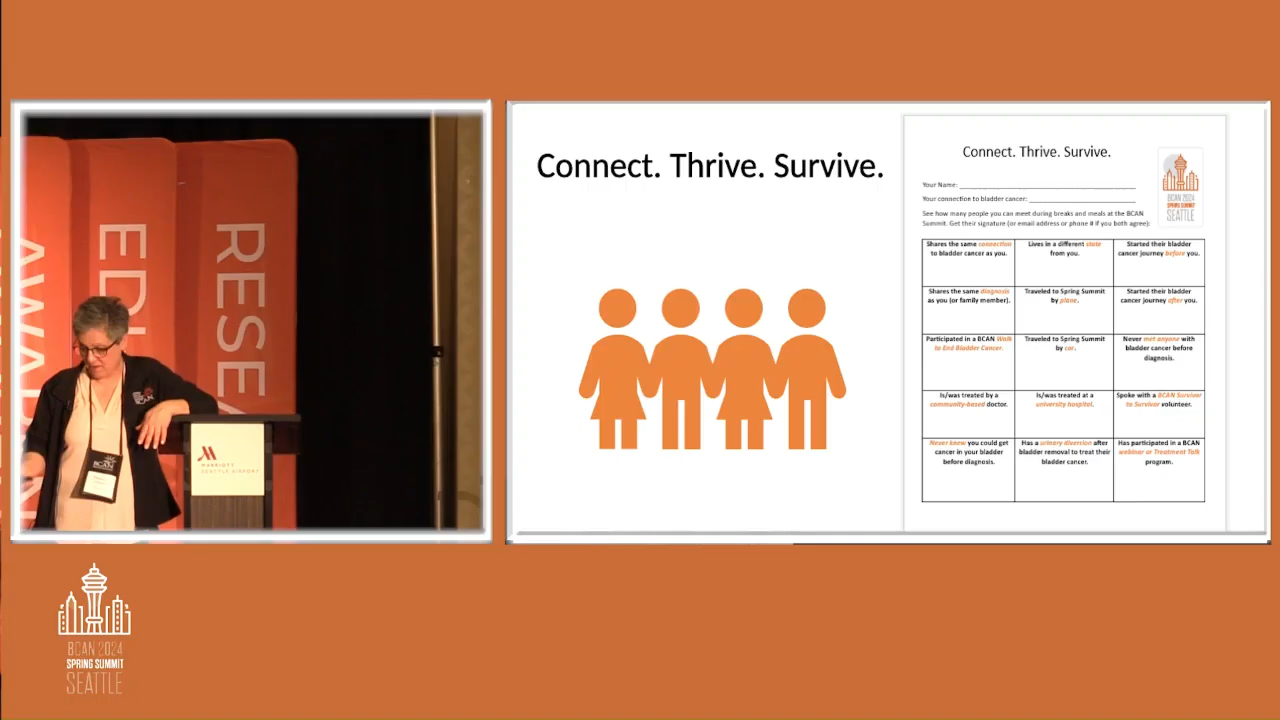 AWAR
EDU
RESEA
BCAN
BCAN
MARRIOTT
SEATTLE AIRPORT
BCAN 2024
SPRING SUMMIT
SEATTLE
Connect. Thrive. Survive.
Connect. Thrive. Survive.
BCAN 2024
SPRING SUMMIT
SEATTLE
Your Name: ___________
Your connection to bladder cancer: ___________
See how many people you can meet during breaks and meals at the BCAN
Summit. Get their signature (or email address or phone # if you both agree):
Shares the same connection
to bladder cancer as you.
Lives in a different state
from you.
Started their bladder
cancer journey before you.
Shares the same diagnosis
as you (or family member).
Traveled to Spring Summit
by plane.
Started their bladder
cancer journey after you.
Participated in a BCAN Walk
to End Bladder Cancer.
Traveled to Spring Summit
by car.
Never met anyone with
bladder cancer before
diagnosis.
Is/was treated by a
community-based doctor.
Is/was treated at a
university hospital.
Spoke with a BCAN Survivor
to Survivor volunteer.
Never knew you could get
cancer in your bladder
before diagnosis.
Has a urinary diversion after
bladder removal to treat their
bladder cancer.
Has participated in a BCAN
webinar or Treatment Talk
program.